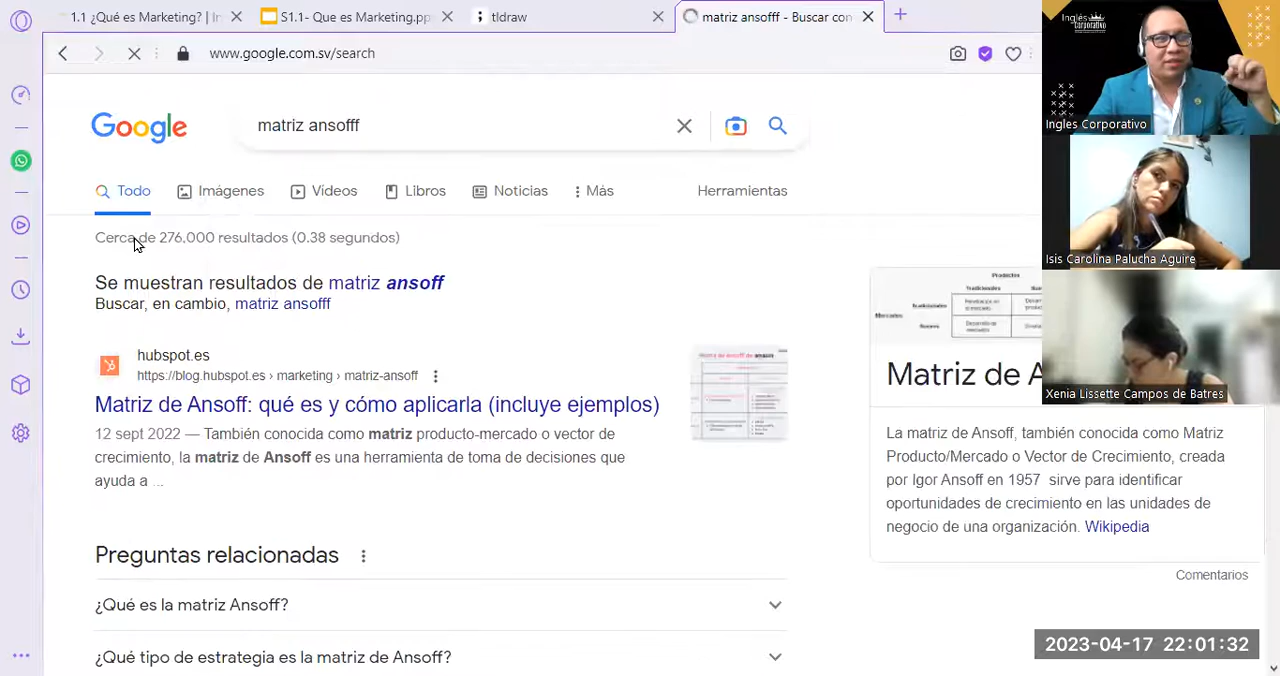 1.1 ¿Qué es Marketing? | In
S1.1- Que es Marketing.pp
tldraw
matriz ansofff - Buscar con
www.google.com.sv/search
Google
matriz ansofff
Todo
Imágenes
Videos
Libros
Noticias
Más
Herramientas
Cerca de 276,000 resultados (0.38 segundos)
Se muestran resultados de matriz ansoff
Buscar, en cambio, matriz ansofff
hubspot.es
https://blog.hubspot.es › marketing › matriz-ansoff
Matriz de Ansoff: qué es y cómo aplicarla (incluye ejemplos)
12 sept 2022 — También conocida como matriz producto-mercado o vector de
crecimiento, la matriz de Ansoff es una herramienta de toma de decisiones que
ayuda a ...
Preguntas relacionadas
¿Qué es la matriz Ansoff?
¿Qué tipo de estrategia es la matriz de Ansoff?
Productos
Tradicionales
Mercados
Tradicionales
Matriz de A
La matriz de Ansoff, también conocida como Matriz
Producto/Mercado o Vector de Crecimiento, creada
por Igor Ansoff en 1957 sirve para identificar
oportunidades de crecimiento en las unidades de
negocio de una organización. Wikipedia
Comentarios
Inglés
Corporativo
Ingles Corporativo
Isis Carolina Palucha Aguire
Xenia Lissette Campos de Batres
2023-04-17 22:01:32